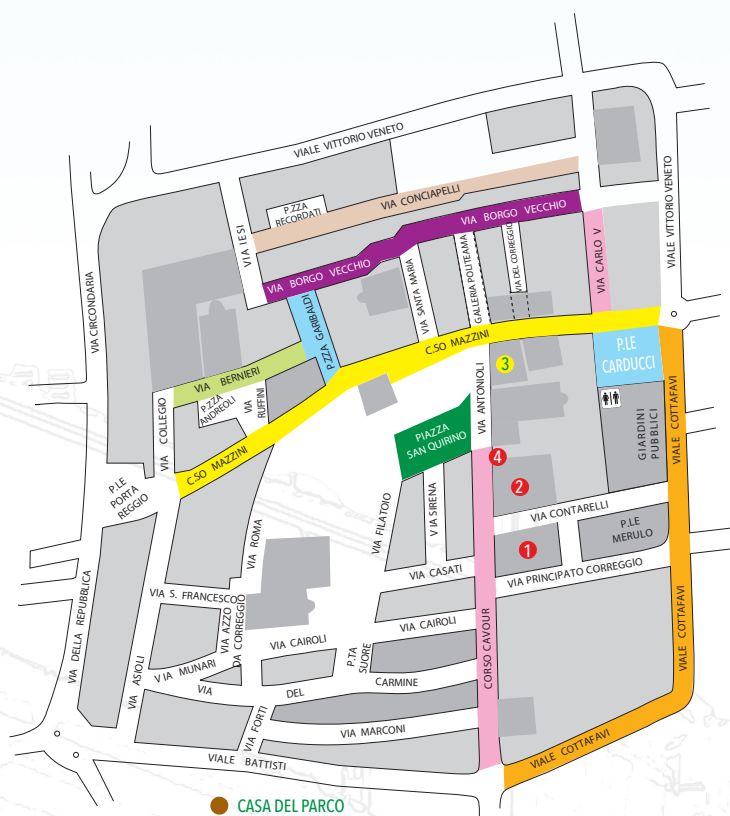 VIALE VITTORIO VENETO
P.ZZA
RECORDATI
VIA CONCIAPELLI
VIA BORGO VECCHIO
VIA IESI
VIA BORGO VECCHIO
VIALE VITTORIO VENETO
VIA CARLO V
VIA DEL CORREGGIO
GALLERIA POLITEAMA
VIA SANTA MARIA
P.ZZA GARIBALDI
VIA CIRCONDARIA
C.SO MAZZINI
P.LE
CARDUCCI
3
VIA BERNIERI
P.ZZA
ANDREOLI
VIA
RUFFINI
VIA COLLEGIO
C.SO MAZZINI
VIA ANTONIOLI
PIAZZA
SAN QUIRINO
GIARDINI
PUBBLICI
VIALE COTTAFAVI
4
2
P.LE
PORTA
REGGIO
VIA ROMA
VIA FILATOIO
VIA SIRENA
VIA CONTARELLI
P.LE
MERULO
1
VIA CASATI
VIA PRINCIPATO CORREGGIO
VIA DELLA REPUBBLICA
VIA S. FRANCESCO
VIA AZZO
DA CORREGGIO
VIA CAIROLI
VIA CAIROLI
P.TA
SUORE
CORSO CAVOUR
VIALE COTTAFAVI
VIA ASIOLI
VIA MUNARI
VIA
DEL
CARMINE
VIA FORTI
VIA MARCONI
VIALE BATTISTI
VIALE COTTAFAVI
CASA DEL PARCO